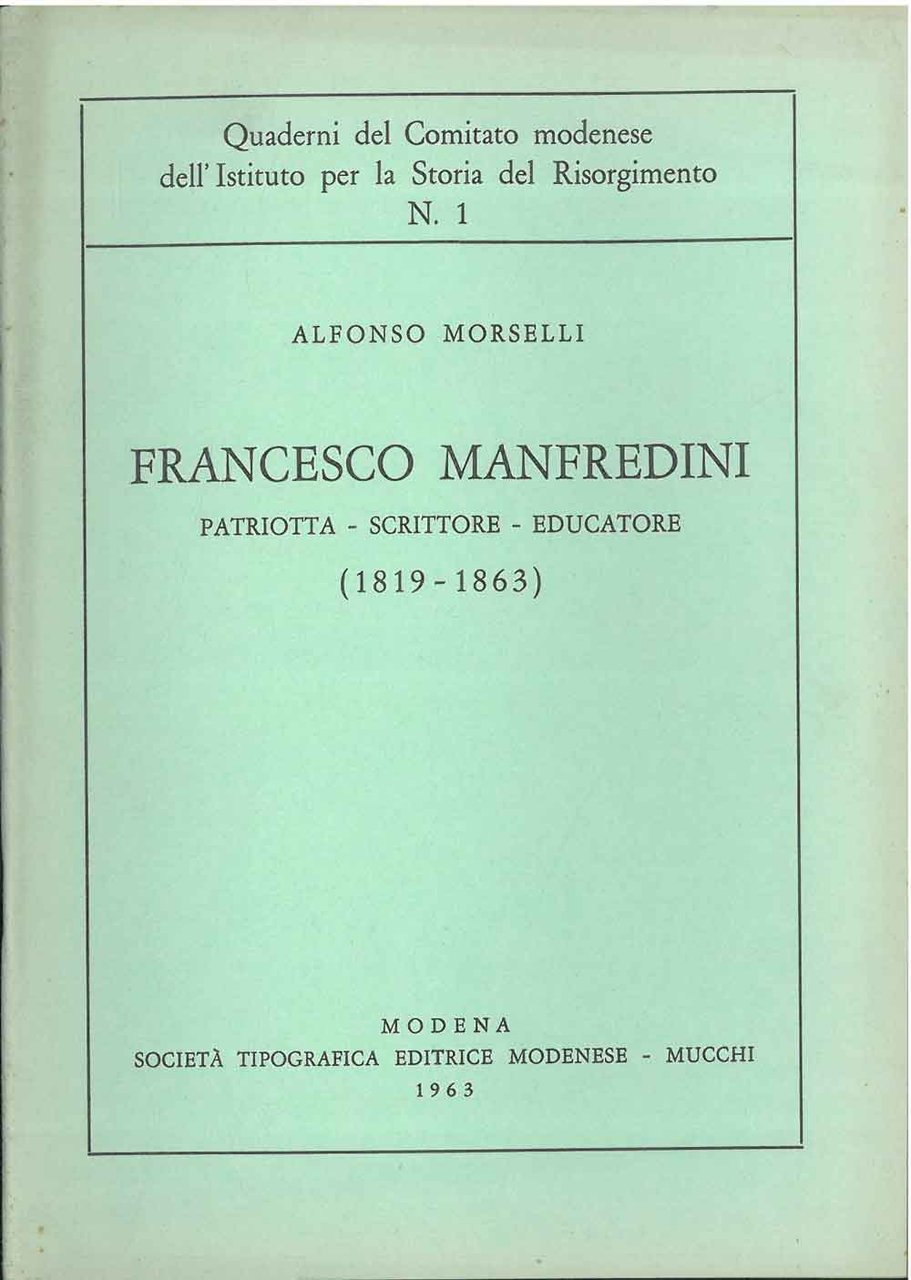 Quaderni del Comitato modenese
dell' Istituto per la Storia del Risorgimento
N. 1
ALFONSO MORSELLI
FRANCESCO MANFREDINI
PATRIOTTA - SCRITTORE - EDUCATORE
(1819 - 1863)
MODENA
SOCIETÀ TIPOGRAFICA EDITRICE MODENESE - MUCCHI
1963